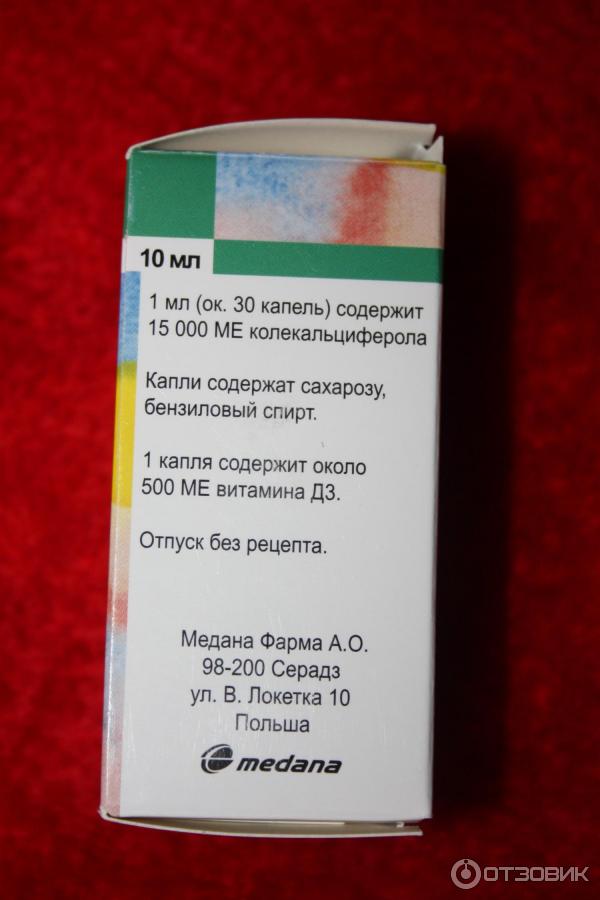 10 мл
1 мл (ок. 30 капель) содержит
15 000 МЕ колекальциферола
Капли содержат сахарозу,
бензиловый спирт.
1 капля содержит около
500 МЕ витамина Д3.
Отпуск без рецепта.
Медана Фарма А.О.
98-200 Серадз
ул. В. Локетка 10
Польша
medana
ОТЗОВИК